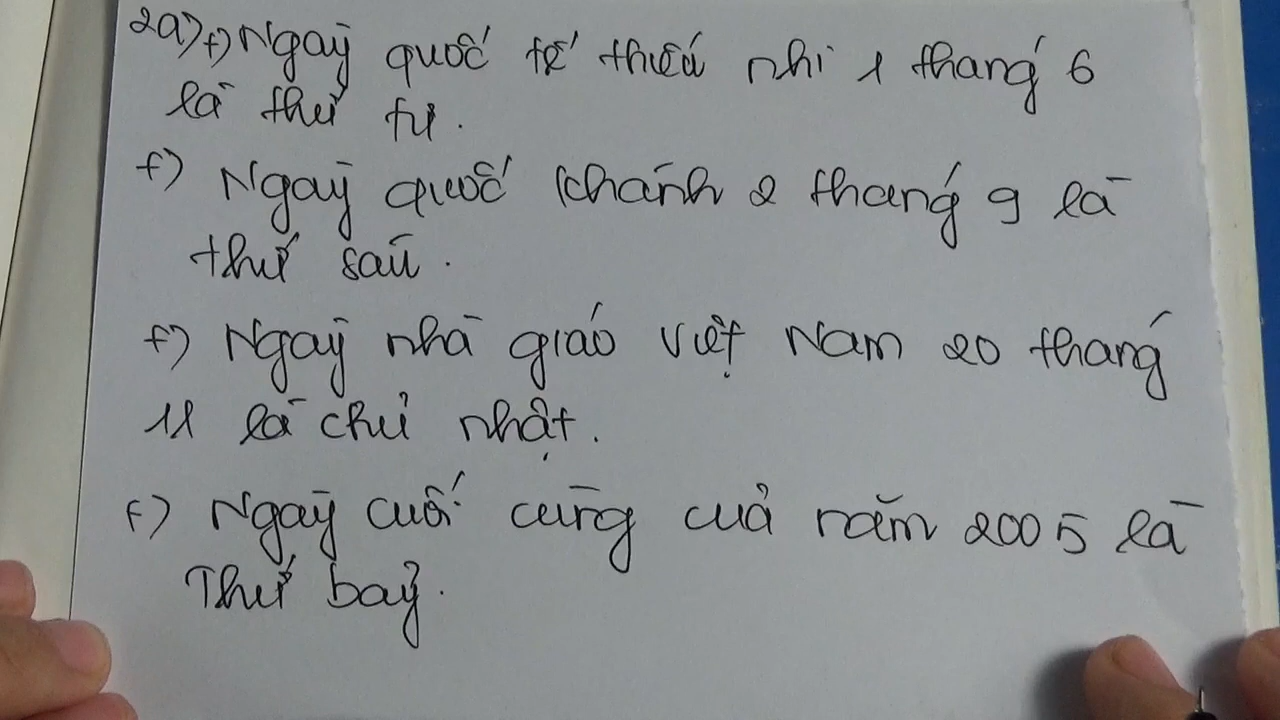 2a) +) Ngày quốc tế thiếu nhi 1 tháng 6
là thứ tư.
+) Ngày quốc khánh 2 tháng 9 là
thứ sáu.
+) Ngày nhà giáo Việt Nam 20 tháng
11 là chủ nhật.
+) Ngày cuối cùng của năm 2005 là
Thứ bảy.